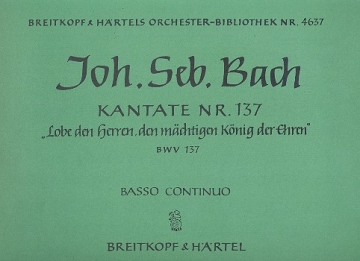 BREITKOPF & HÄRTELS ORCHESTER-BIBLIOTHEK NR. 4637
Joh. Seb. Bach
KANTATE NR. 137
„Lobe den Herren, den mächtigen König der Ehren"
BWV 137
BASSO CONTINUO
BREITKOPF & HÄRTEL